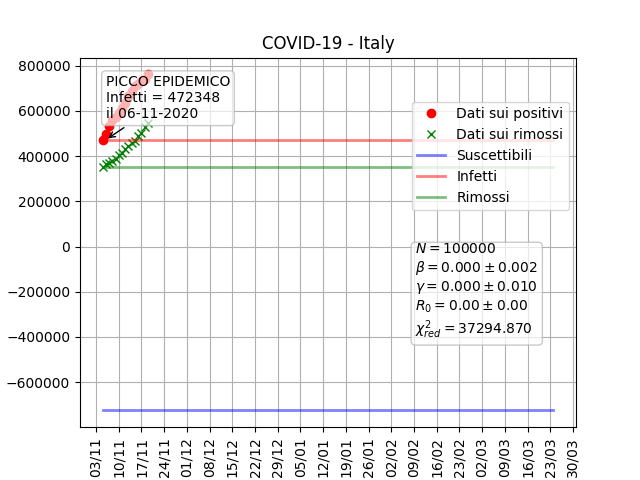 COVID-19 - Italy
800000
600000
400000
200000
0
−200000
−400000
−600000
PICCO EPIDEMICO
Infetti = 472348
il 06-11-2020
Dati sui positivi
Dati sui rimossi
Suscettibili
Infetti
Rimossi
N = 100000
β = 0.000 ± 0.002
γ = 0.000 ± 0.010
R₀ = 0.00 ± 0.00
χ²_red = 37294.870
03/11
10/11
17/11
24/11
01/12
08/12
15/12
22/12
29/12
05/01
12/01
19/01
26/01
02/02
09/02
16/02
23/02
02/03
09/03
16/03
23/03
30/03